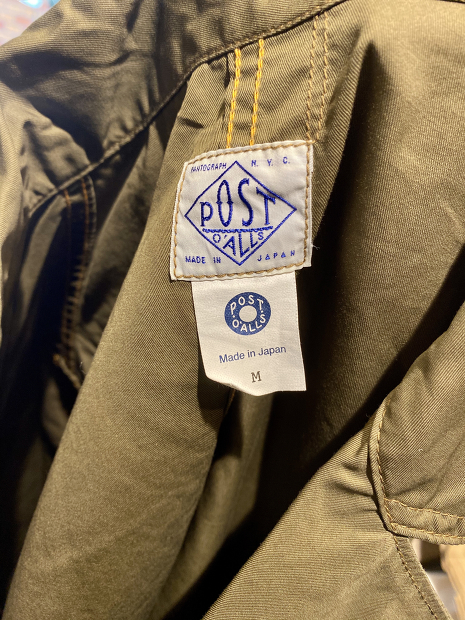 PANTOGRAPH N.Y.C.
POST
O'ALLS
MADE IN JAPAN
POST
O'ALLS
Made in Japan
M